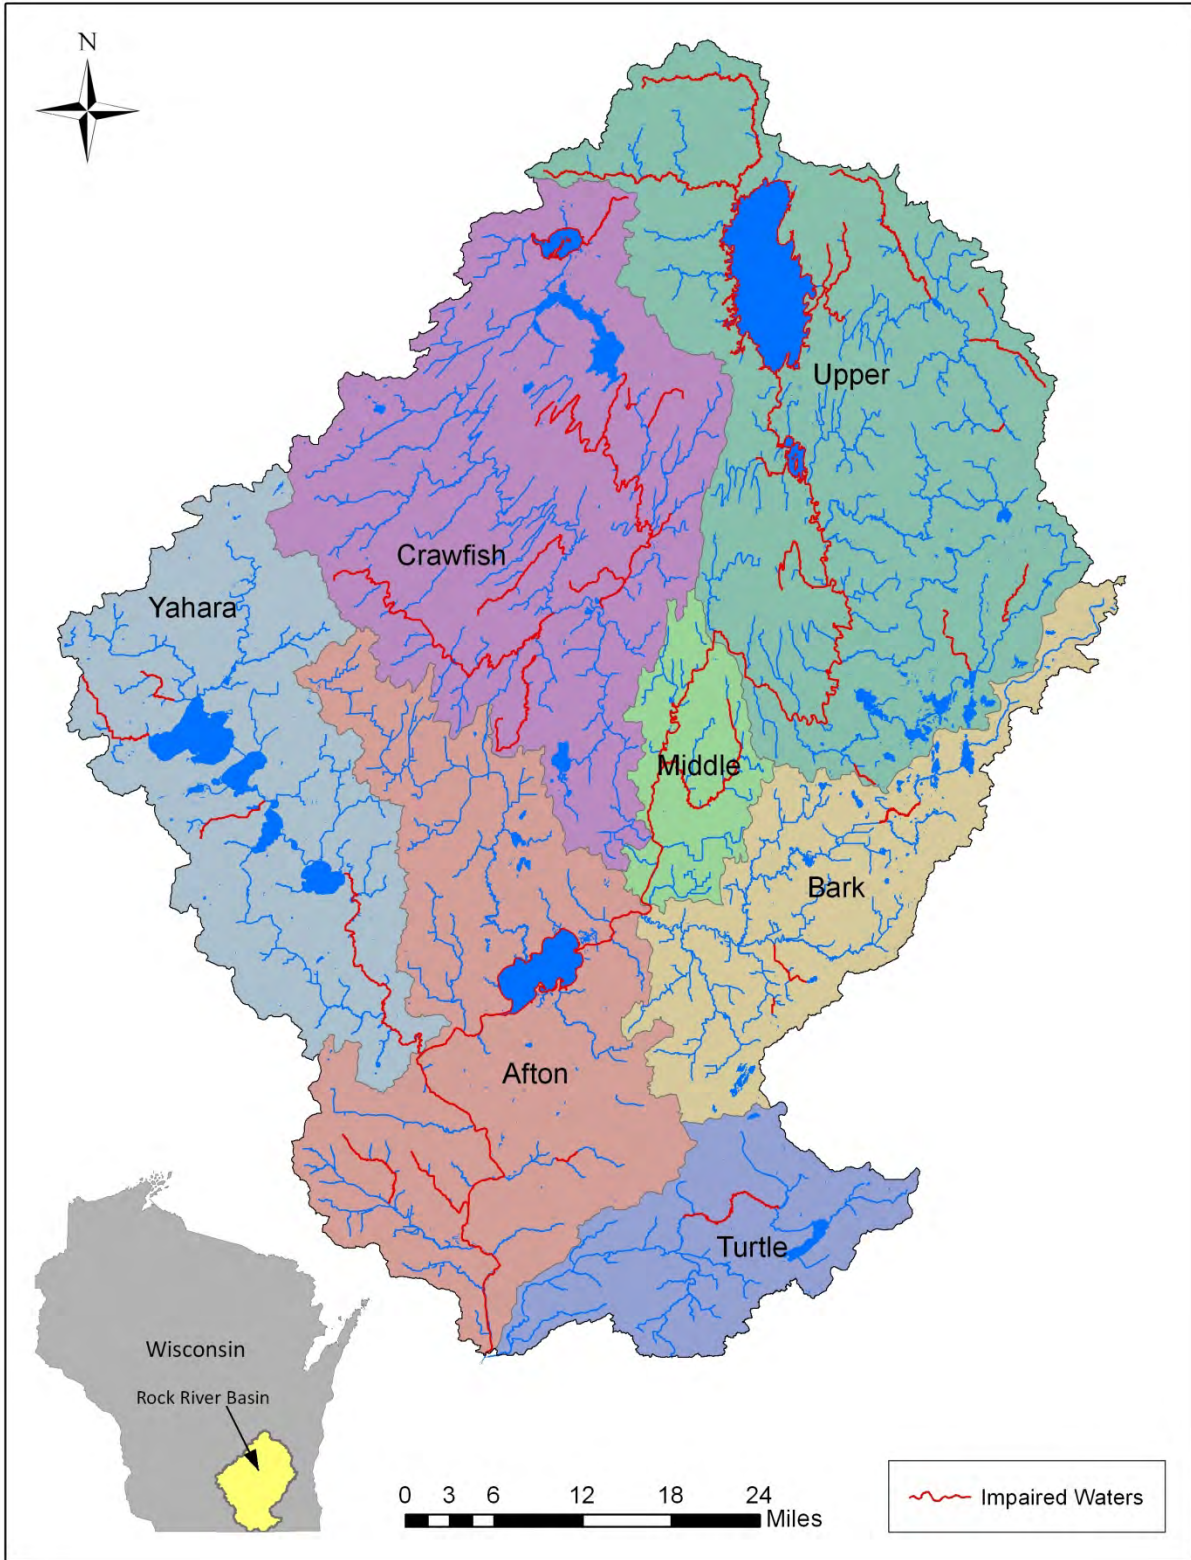 N
Upper
Crawfish
Yahara
Middle
Bark
Afton
Turtle
Wisconsin
Rock River Basin
0 3 6 12 18 24
Miles
Impaired Waters